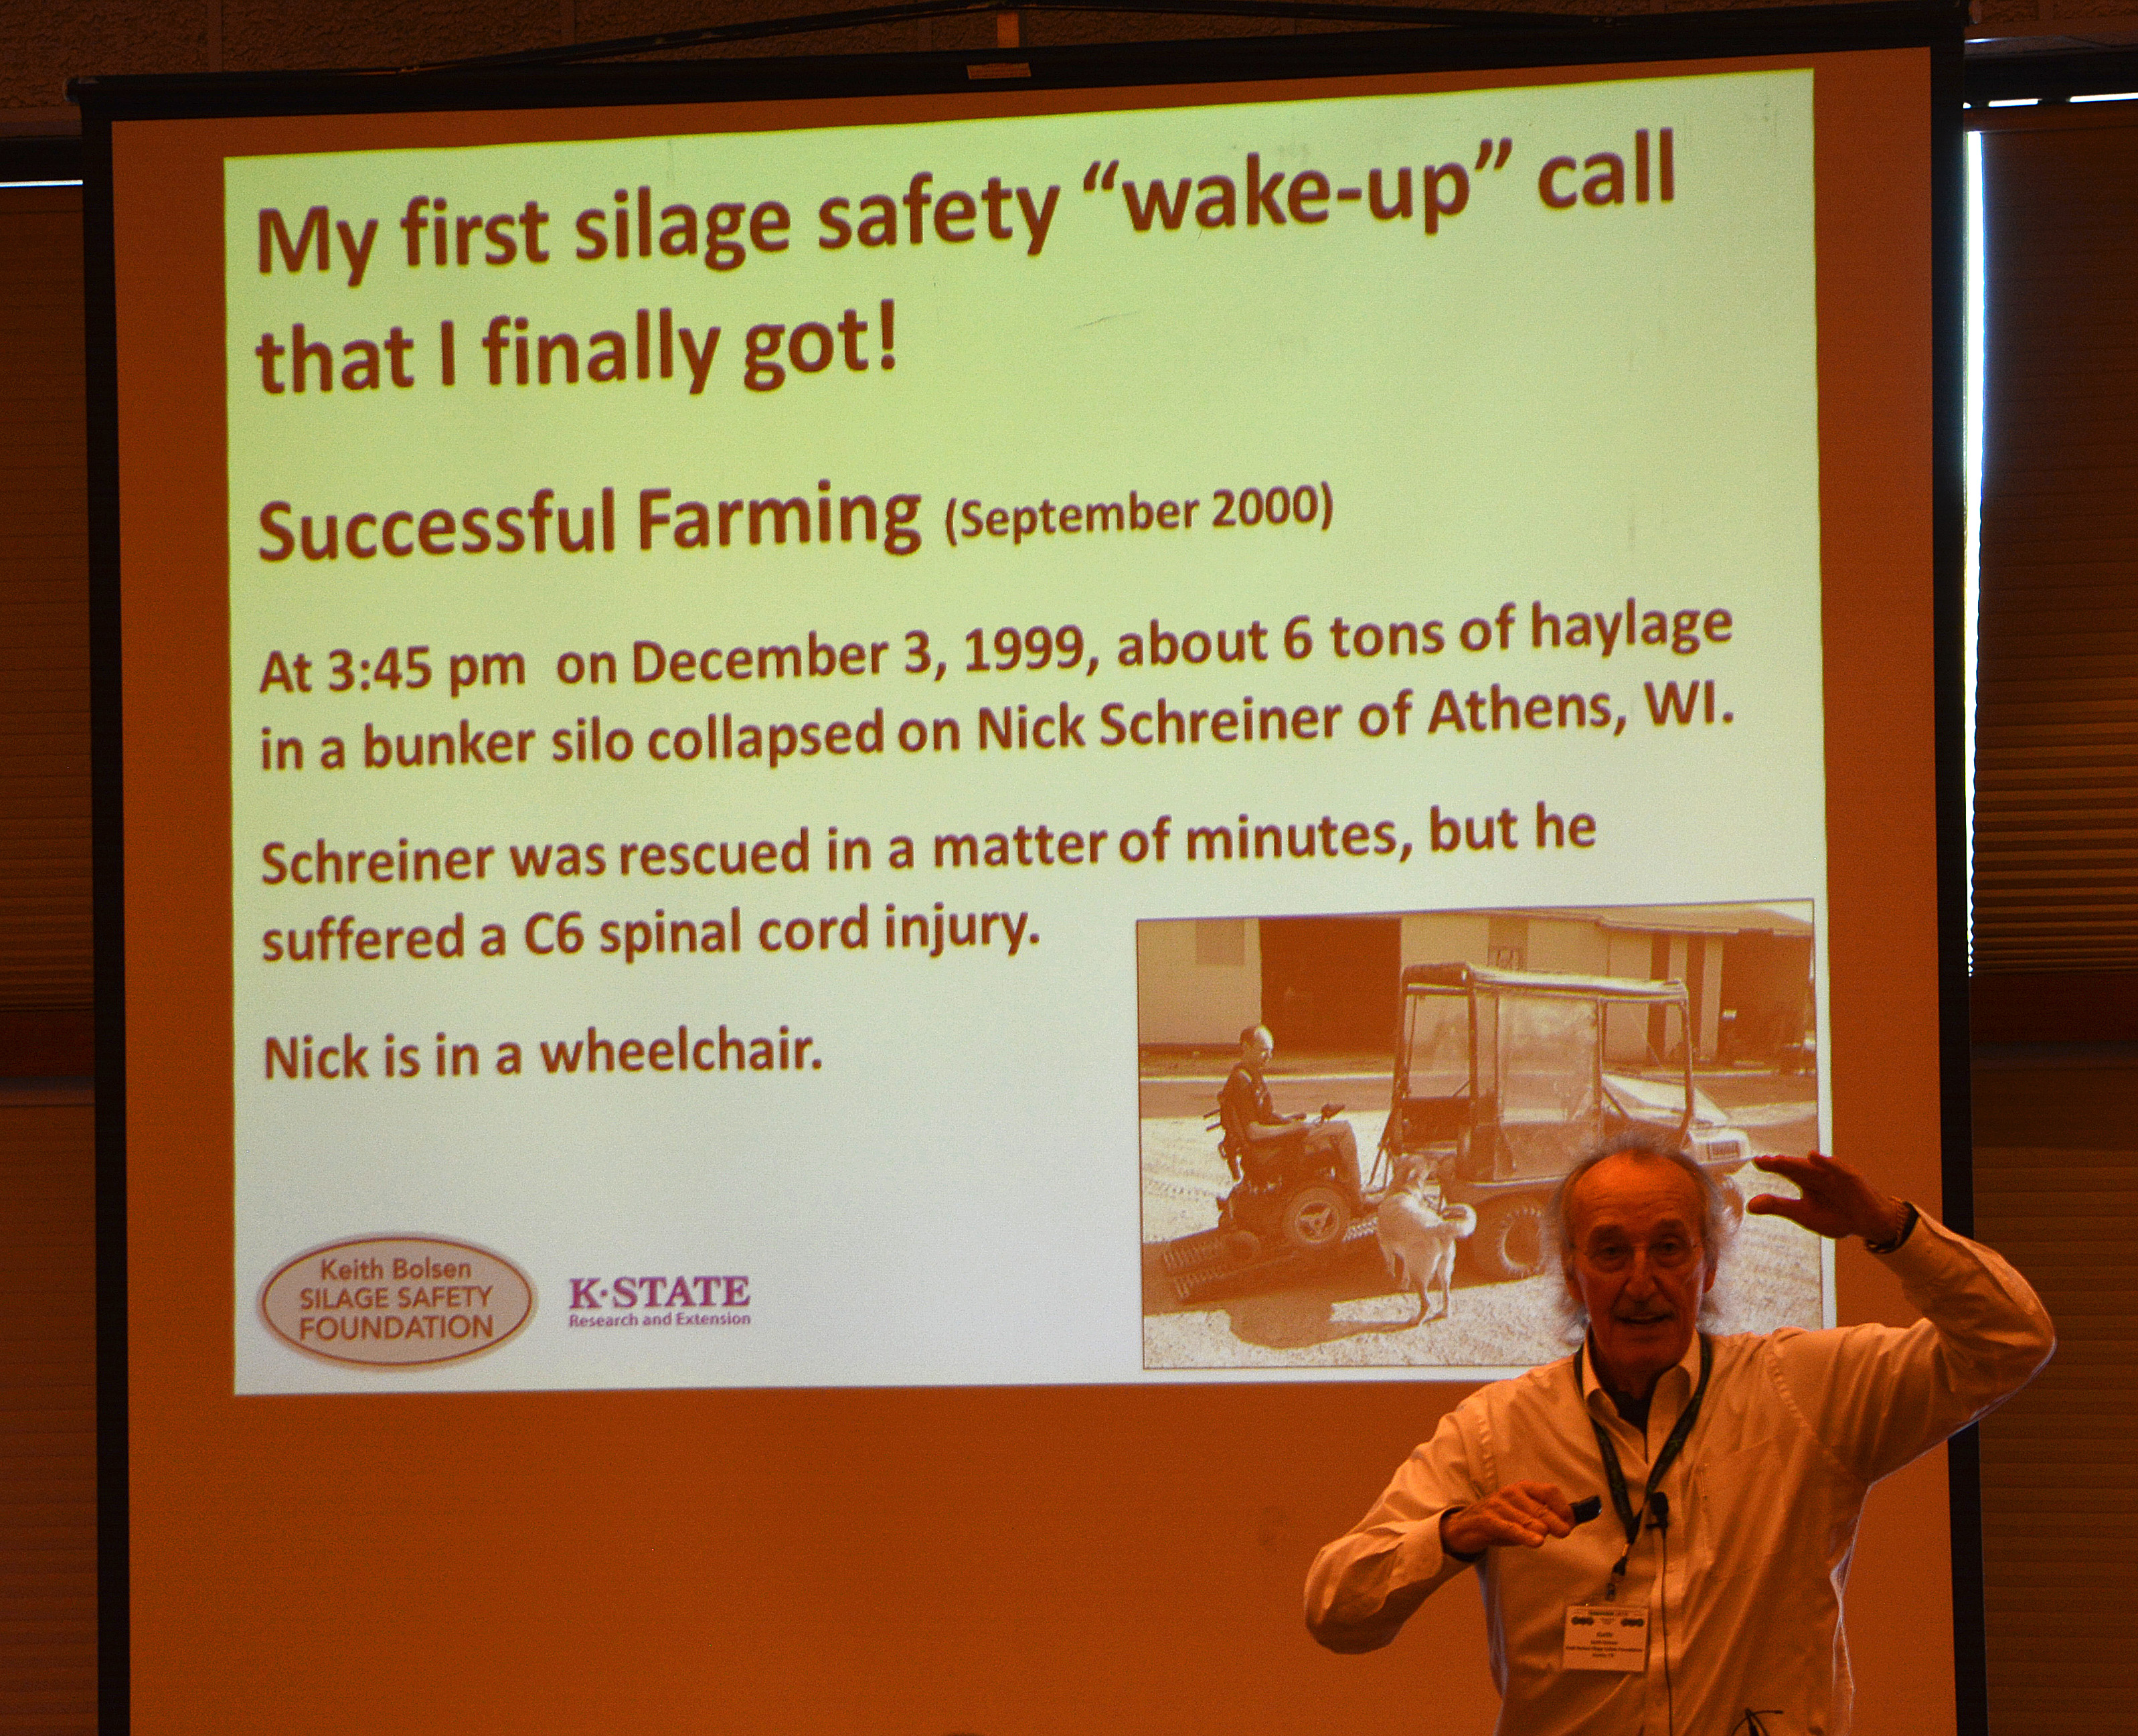 My first silage safety “wake-up” call
that I finally got!
Successful Farming (September 2000)
At 3:45 pm on December 3, 1999, about 6 tons of haylage
in a bunker silo collapsed on Nick Schreiner of Athens, WI.
Schreiner was rescued in a matter of minutes, but he
suffered a C6 spinal cord injury.
Nick is in a wheelchair.
Keith Bolsen
SILAGE SAFETY
FOUNDATION
K·STATE
Research and Extension
Keith